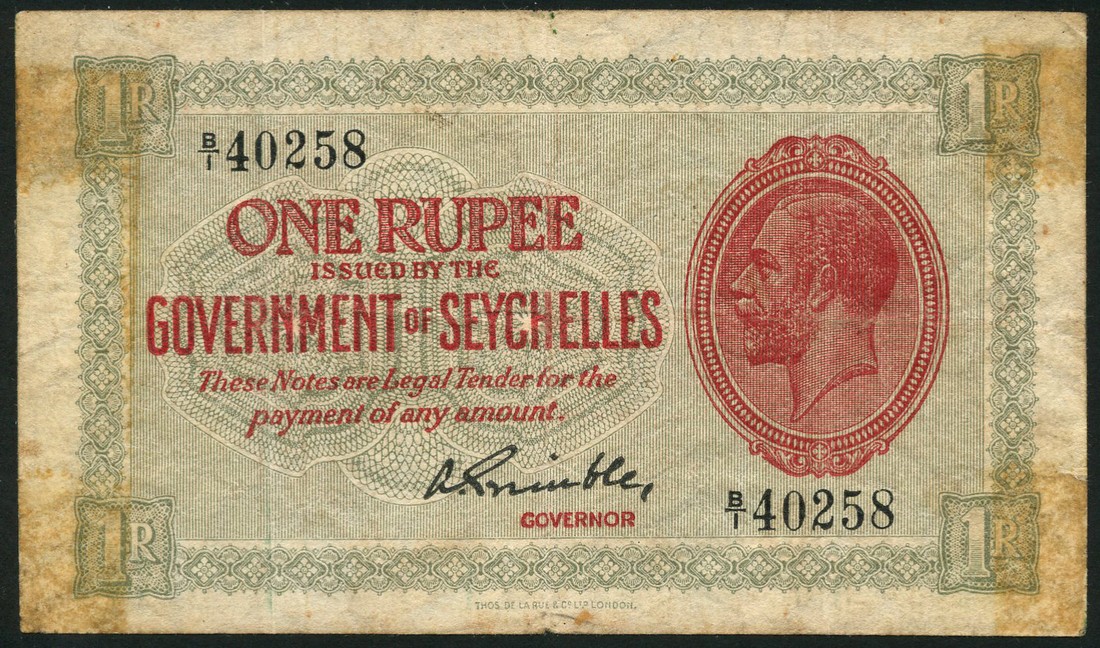 1R
1R
B/1 40258
ONE RUPEE
ISSUED BY THE
GOVERNMENT OF SEYCHELLES
These Notes are Legal Tender for the
payment of any amount.
GOVERNOR
B/1 40258
1R
1R
THOS. DE LA RUE & CO. LTD. LONDON.